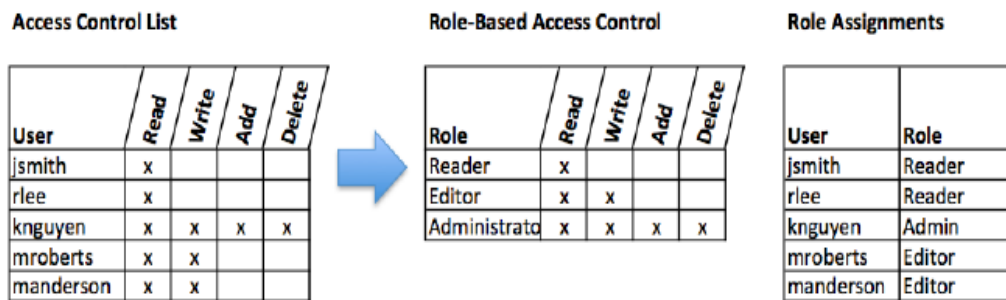 Access Control List
User Read Write Add Delete
jsmith x
rlee x
knguyen x x x x
mroberts x x
manderson x x
Role-Based Access Control
Role Read Write Add Delete
Reader x
Editor x x
Administrato x x x x
Role Assignments
User Role
jsmith Reader
rlee Reader
knguyen Admin
mroberts Editor
manderson Editor